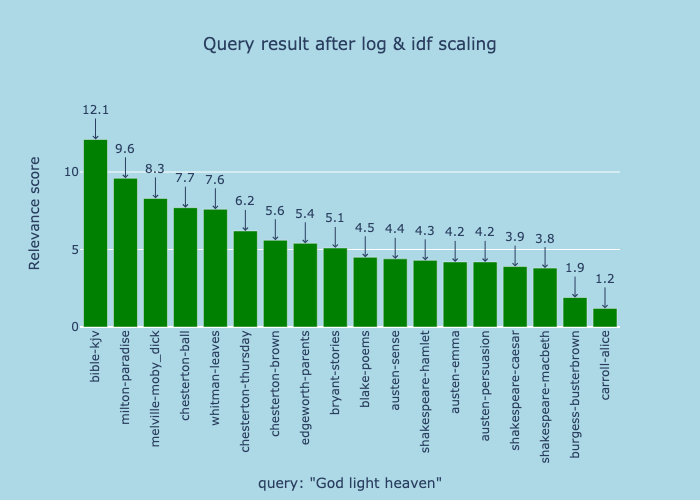 Query result after log & idf scaling
12.1
9.6
8.3
7.7
7.6
6.2
5.6
5.4
5.1
4.5
4.4
4.3
4.2
4.2
3.9
3.8
1.9
1.2
Relevance score
10
5
0
bible-kjv
milton-paradise
melville-moby_dick
chesterton-ball
whitman-leaves
chesterton-thursday
chesterton-brown
edgeworth-parents
bryant-stories
blake-poems
austen-sense
shakespeare-hamlet
austen-emma
austen-persuasion
shakespeare-caesar
shakespeare-macbeth
burgess-busterbrown
carroll-alice
query: "God light heaven"